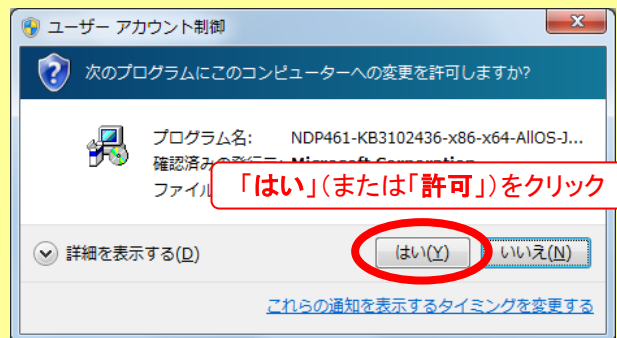 ユーザー アカウント制御
次のプログラムにこのコンピューターへの変更を許可しますか?
プログラム名: NDP461-KB3102436-x86-x64-AllOS-J...
確認済みの発行元: Microsoft Corporation
ファイル
「はい」(または「許可」)をクリック
詳細を表示する(D) はい(Y) いいえ(N)
これらの通知を表示するタイミングを変更する